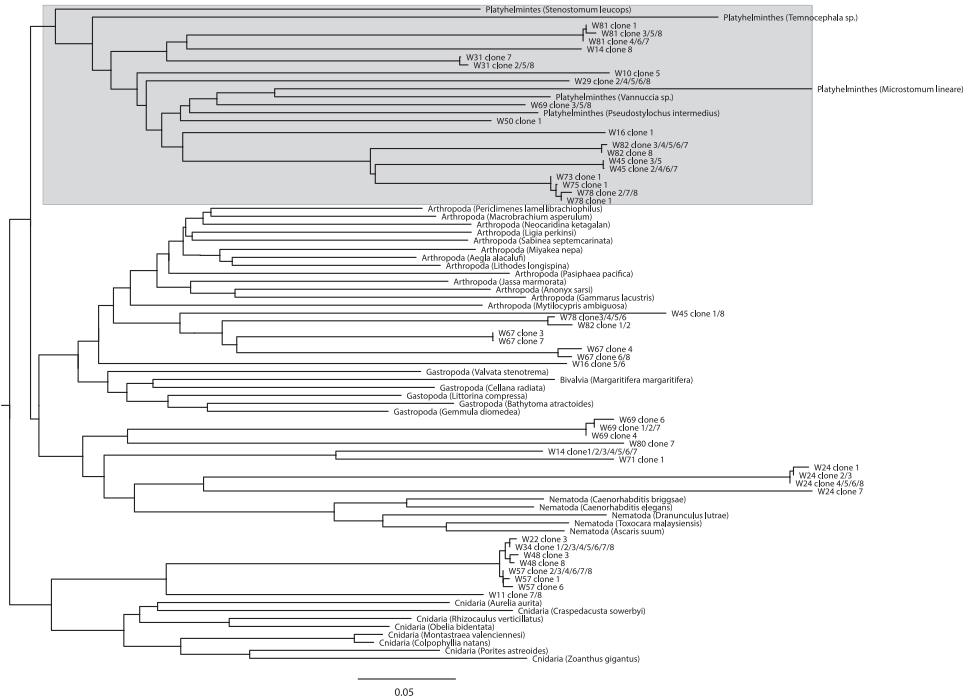 Platyhelmintes (Stenostomum leucops)
Platyhelminthes (Temnocephala sp.)
W81 clone 1
W81 clone 3/5/8
W81 clone 4/6/7
W14 clone 8
W31 clone 7
W31 clone 2/5/8
W10 clone 5
W29 clone 2/4/5/6/8
Platyhelminthes (Microstomum lineare)
Platyhelminthes (Vannuccia sp.)
W69 clone 3/5/8
Platyhelminthes (Pseudostylochus intermedius)
W50 clone 1
W16 clone 1
W82 clone 3/4/5/6/7
W82 clone 8
W45 clone 3/5
W45 clone 2/4/6/7
W73 clone 1
W75 clone 1
W78 clone 2/7/8
W78 clone 1
Arthropoda (Periclimenes lamellibrachiophilus)
Arthropoda (Macrobrachium asperulum)
Arthropoda (Neocaridina ketagalan)
Arthropoda (Ligia perkinsi)
Arthropoda (Sabinea septemcarinata)
Arthropoda (Miyakea nepa)
Arthropoda (Aegla alacalufi)
Arthropoda (Lithodes longispina)
Arthropoda (Pasiphaea pacifica)
Arthropoda (Jassa marmorata)
Arthropoda (Anonyx sarsi)
Arthropoda (Gammarus lacustris)
Arthropoda (Mytilocypris ambiguosa)
W45 clone 1/8
W78 clone3/4/5/6
W82 clone 1/2
W67 clone 3
W67 clone 7
W67 clone 4
W67 clone 6/8
W16 clone 5/6
Gastropoda (Valvata stenotrema)
Bivalvia (Margaritifera margaritifera)
Gastropoda (Cellana radiata)
Gastopoda (Littorina compressa)
Gastropoda (Bathytoma atractoides)
Gastropoda (Gemmula diomedea)
W69 clone 6
W69 clone 1/2/7
W69 clone 4
W80 clone 7
W14 clone1/2/3/4/5/6/7
W71 clone 1
W24 clone 1
W24 clone 2/3
W24 clone 4/5/6/8
W24 clone 7
Nematoda (Caenorhabditis briggsae)
Nematoda (Caenorhabditis elegans)
Nematoda (Dranunculus lutrae)
Nematoda (Toxocara malaysiensis)
Nematoda (Ascaris suum)
W22 clone 3
W34 clone 1/2/3/4/5/6/7/8
W48 clone 3
W48 clone 8
W57 clone 2/3/4/6/7/8
W57 clone 1
W57 clone 6
W11 clone 7/8
Cnidaria (Aurelia aurita)
Cnidaria (Craspedacusta sowerbyi)
Cnidaria (Rhizocaulus verticillatus)
Cnidaria (Obelia bidentata)
Cnidaria (Montastraea valenciennesi)
Cnidaria (Colpophyllia natans)
Cnidaria (Porites astreoides)
Cnidaria (Zoanthus gigantus)
0.05